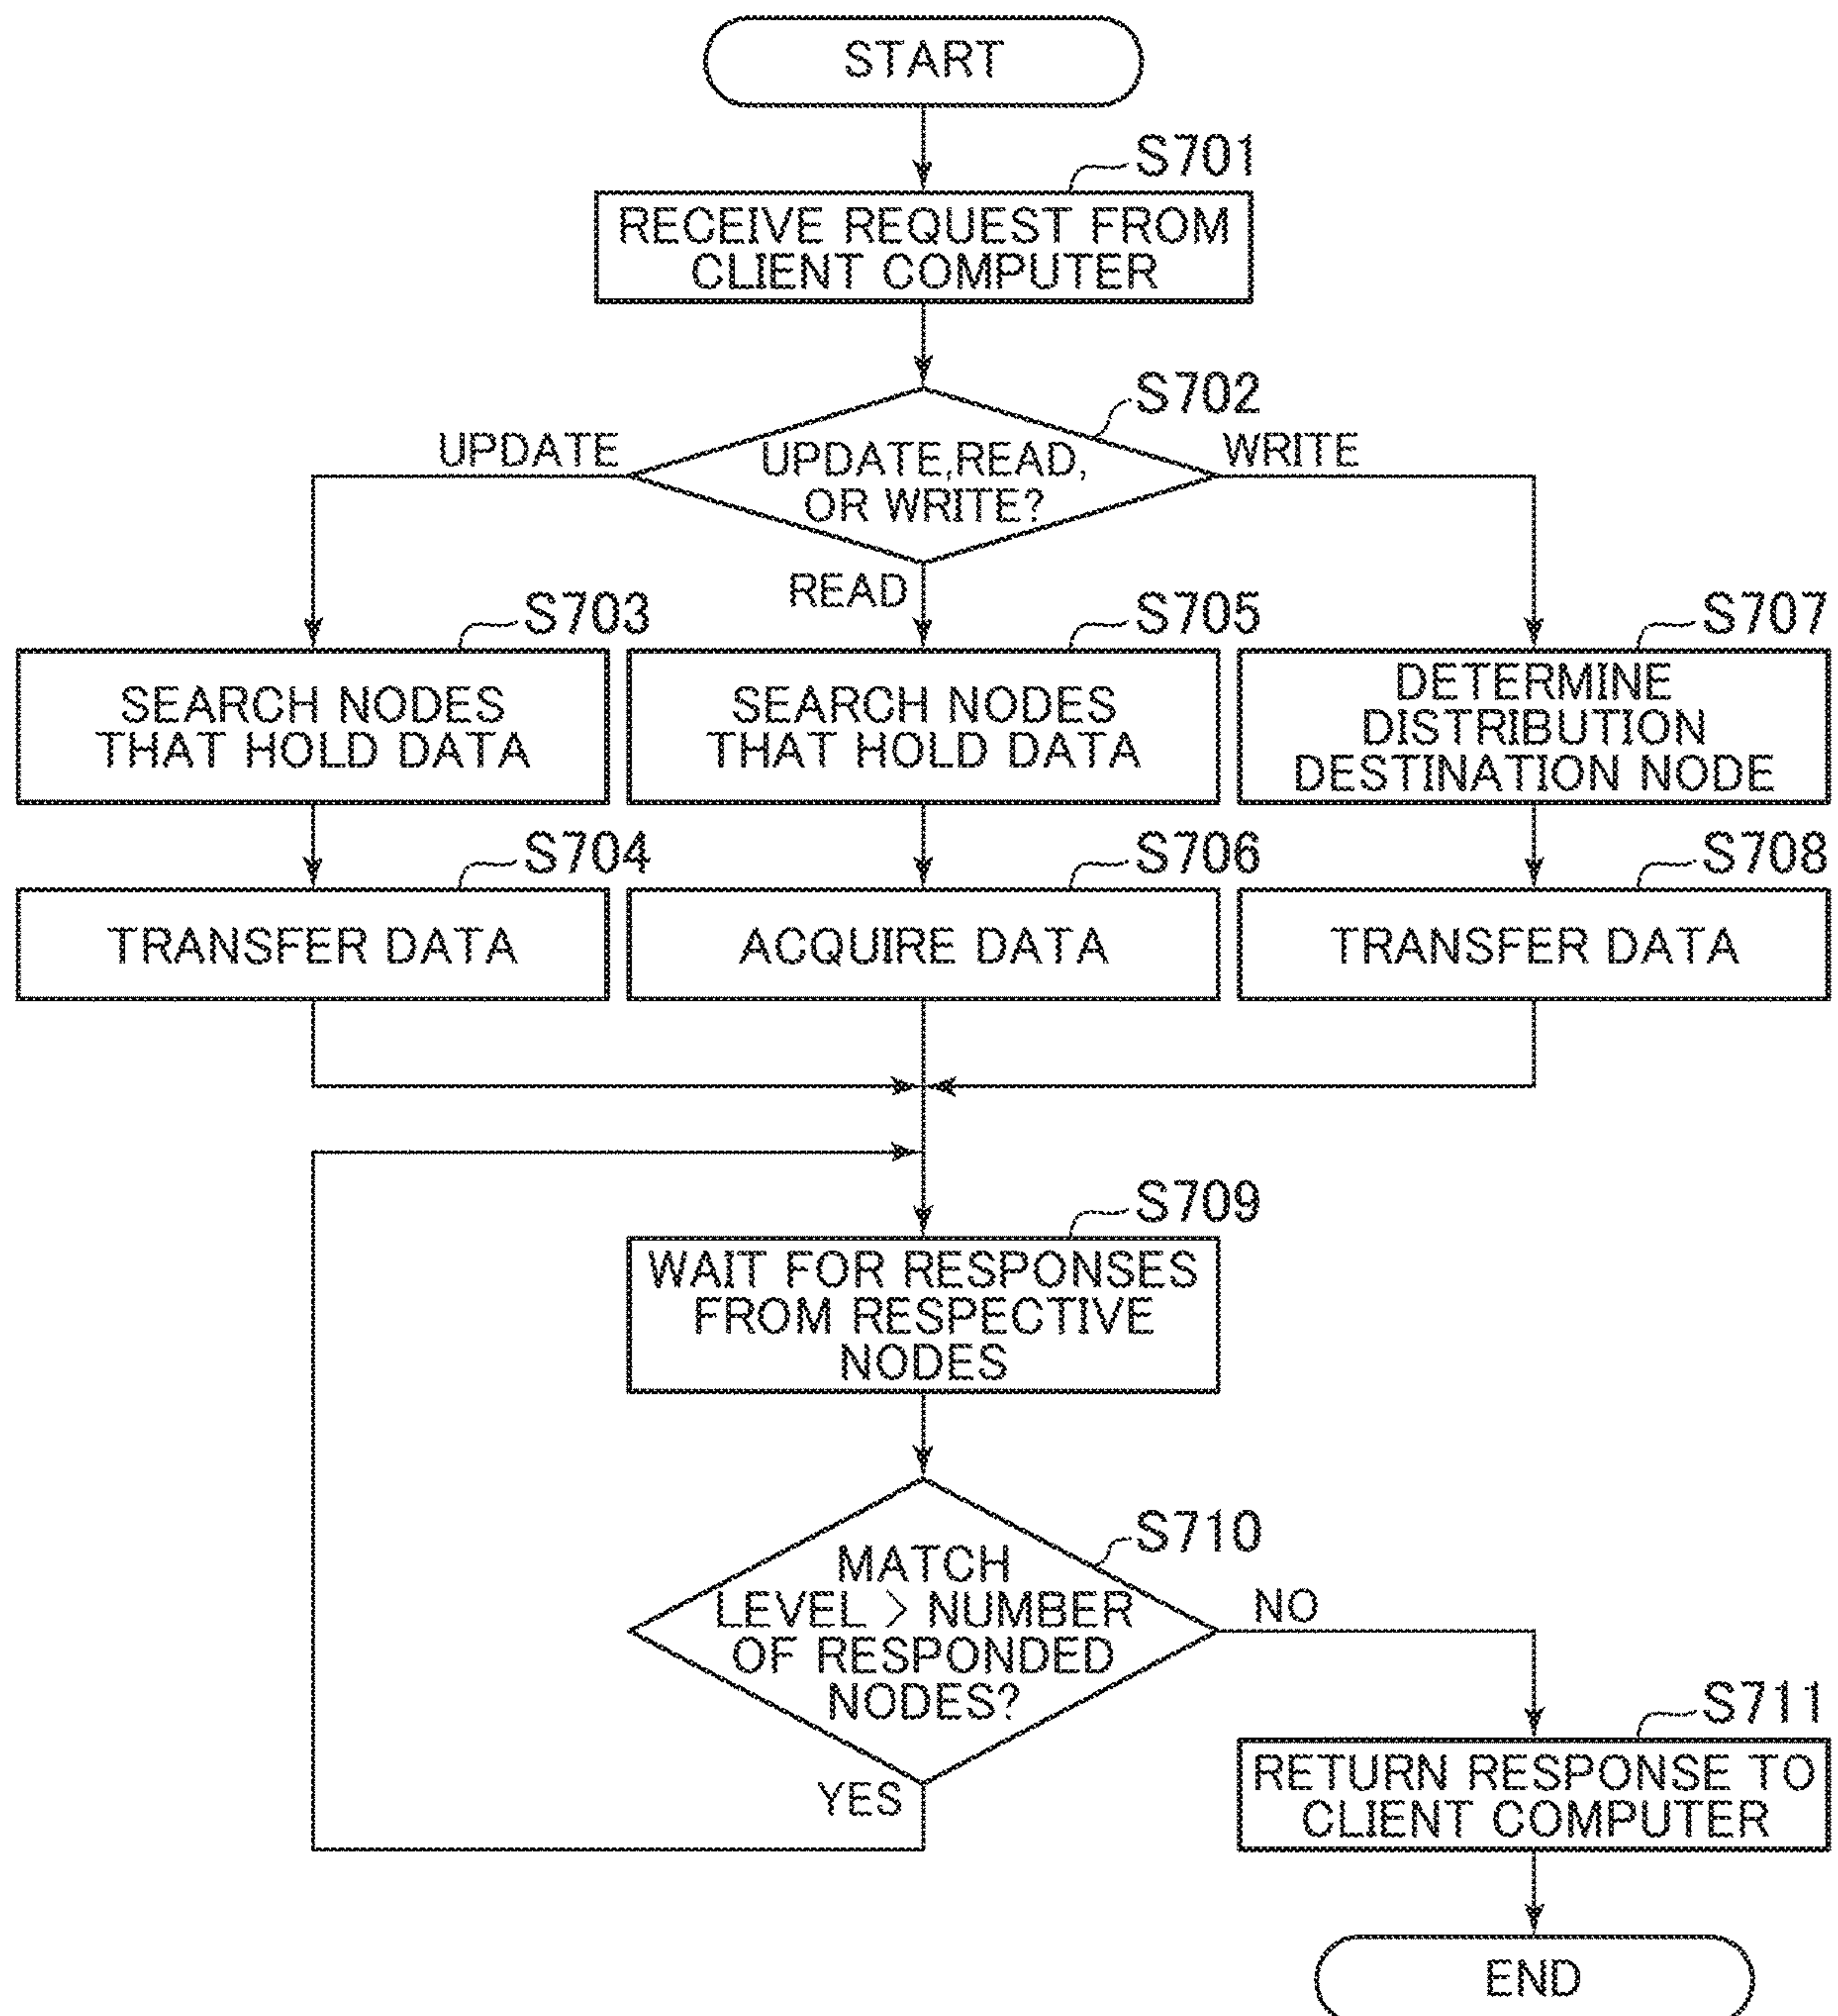 START
S701
RECEIVE REQUEST FROM
CLIENT COMPUTER
S702
UPDATE
UPDATE,READ,
OR WRITE?
WRITE
READ
S703
SEARCH NODES
THAT HOLD DATA
S705
SEARCH NODES
THAT HOLD DATA
S707
DETERMINE
DISTRIBUTION
DESTINATION NODE
S704
TRANSFER DATA
S706
ACQUIRE DATA
S708
TRANSFER DATA
S709
WAIT FOR RESPONSES
FROM RESPECTIVE
NODES
S710
MATCH
LEVEL > NUMBER
OF RESPONDED
NODES?
NO
YES
S711
RETURN RESPONSE TO
CLIENT COMPUTER
END